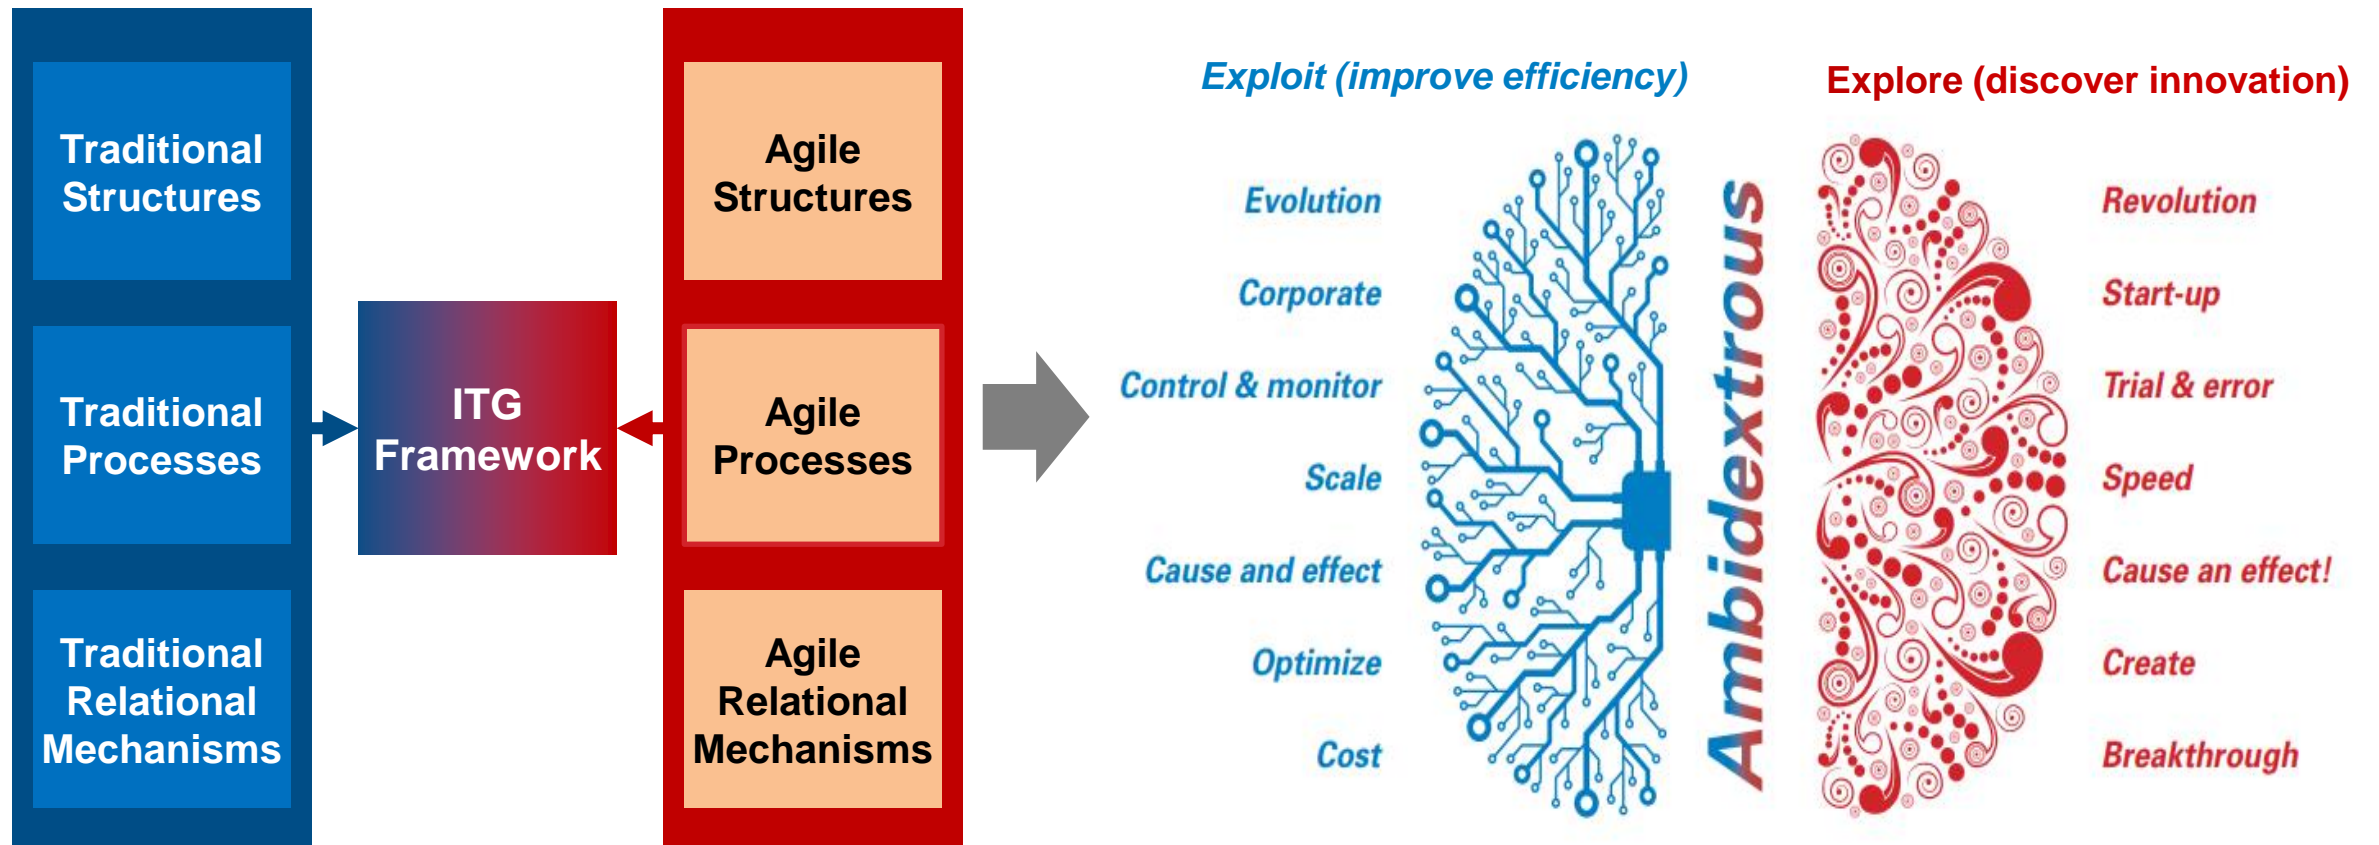 Traditional
Structures
Traditional
Processes
Traditional
Relational
Mechanisms
ITG
Framework
Agile
Structures
Agile
Processes
Agile
Relational
Mechanisms
Exploit (improve efficiency)
Evolution
Corporate
Control & monitor
Scale
Cause and effect
Optimize
Cost
Ambidextrous
Explore (discover innovation)
Revolution
Start-up
Trial & error
Speed
Cause an effect!
Create
Breakthrough